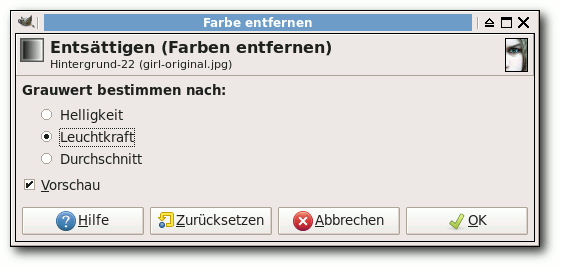 Farbe entfernen
Entsättigen (Farben entfernen)
Hintergrund-22 (girl-original.jpg)
Grauwert bestimmen nach:
Helligkeit
Leuchtkraft
Durchschnitt
Vorschau
Hilfe Zurücksetzen Abbrechen OK